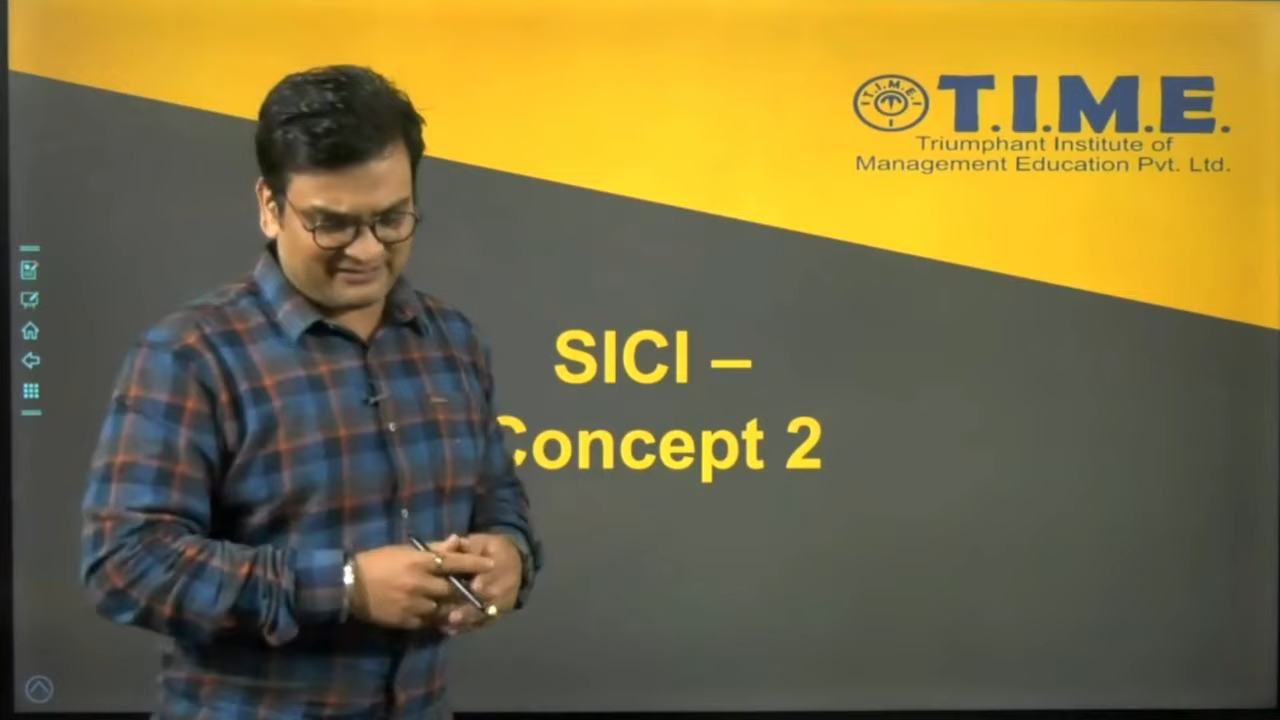 T.I.M.E.
T.I.M.E.
Triumphant Institute of
Management Education Pvt. Ltd.
SICI –
Concept 2